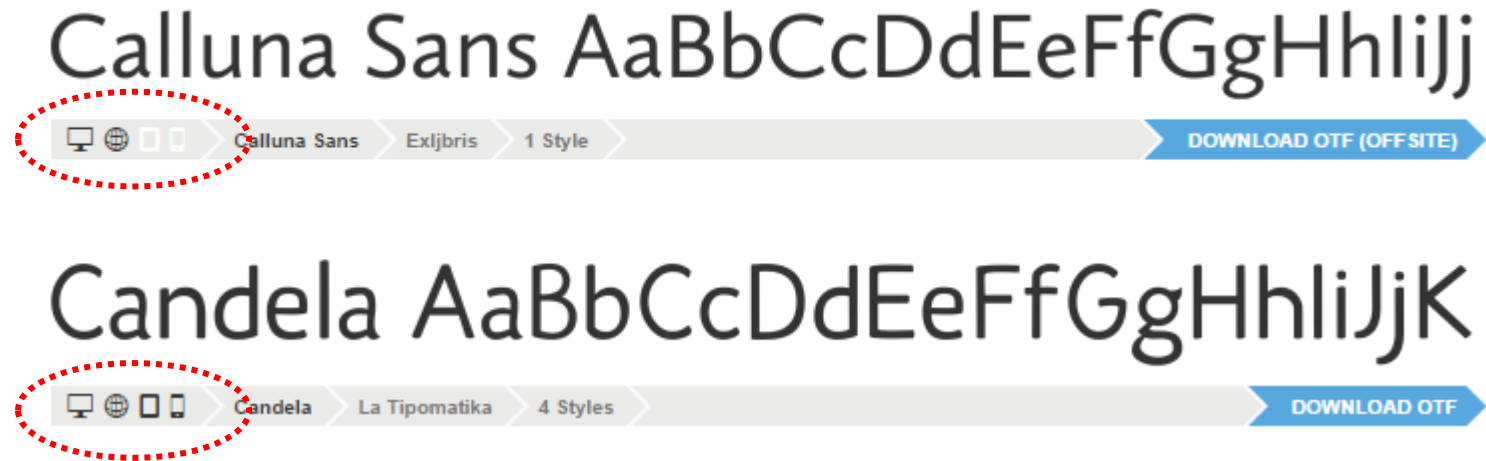 Calluna Sans AaBbCcDdEeFfGgHhIiJj
Calluna Sans Exljbris 1 Style DOWNLOAD OTF (OFFSITE)
Candela AaBbCcDdEeFfGgHhIiJjK
Candela La Tipomatika 4 Styles DOWNLOAD OTF